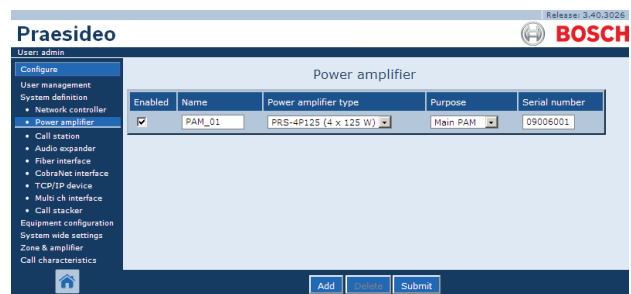 Release: 3.40.3026
Praesideo
BOSCH
User: admin
Configure
User management
System definition
• Network controller
• Power amplifier
• Call station
• Audio expander
• Fiber interface
• CobraNet interface
• TCP/IP device
• Multi ch interface
• Call stacker
Equipment configuration
System wide settings
Zone & amplifier
Call characteristics
Power amplifier
Enabled Name Power amplifier type Purpose Serial number
PAM_01 PRS-4P125 (4 x 125 W) Main PAM 09006001
Add Delete Submit